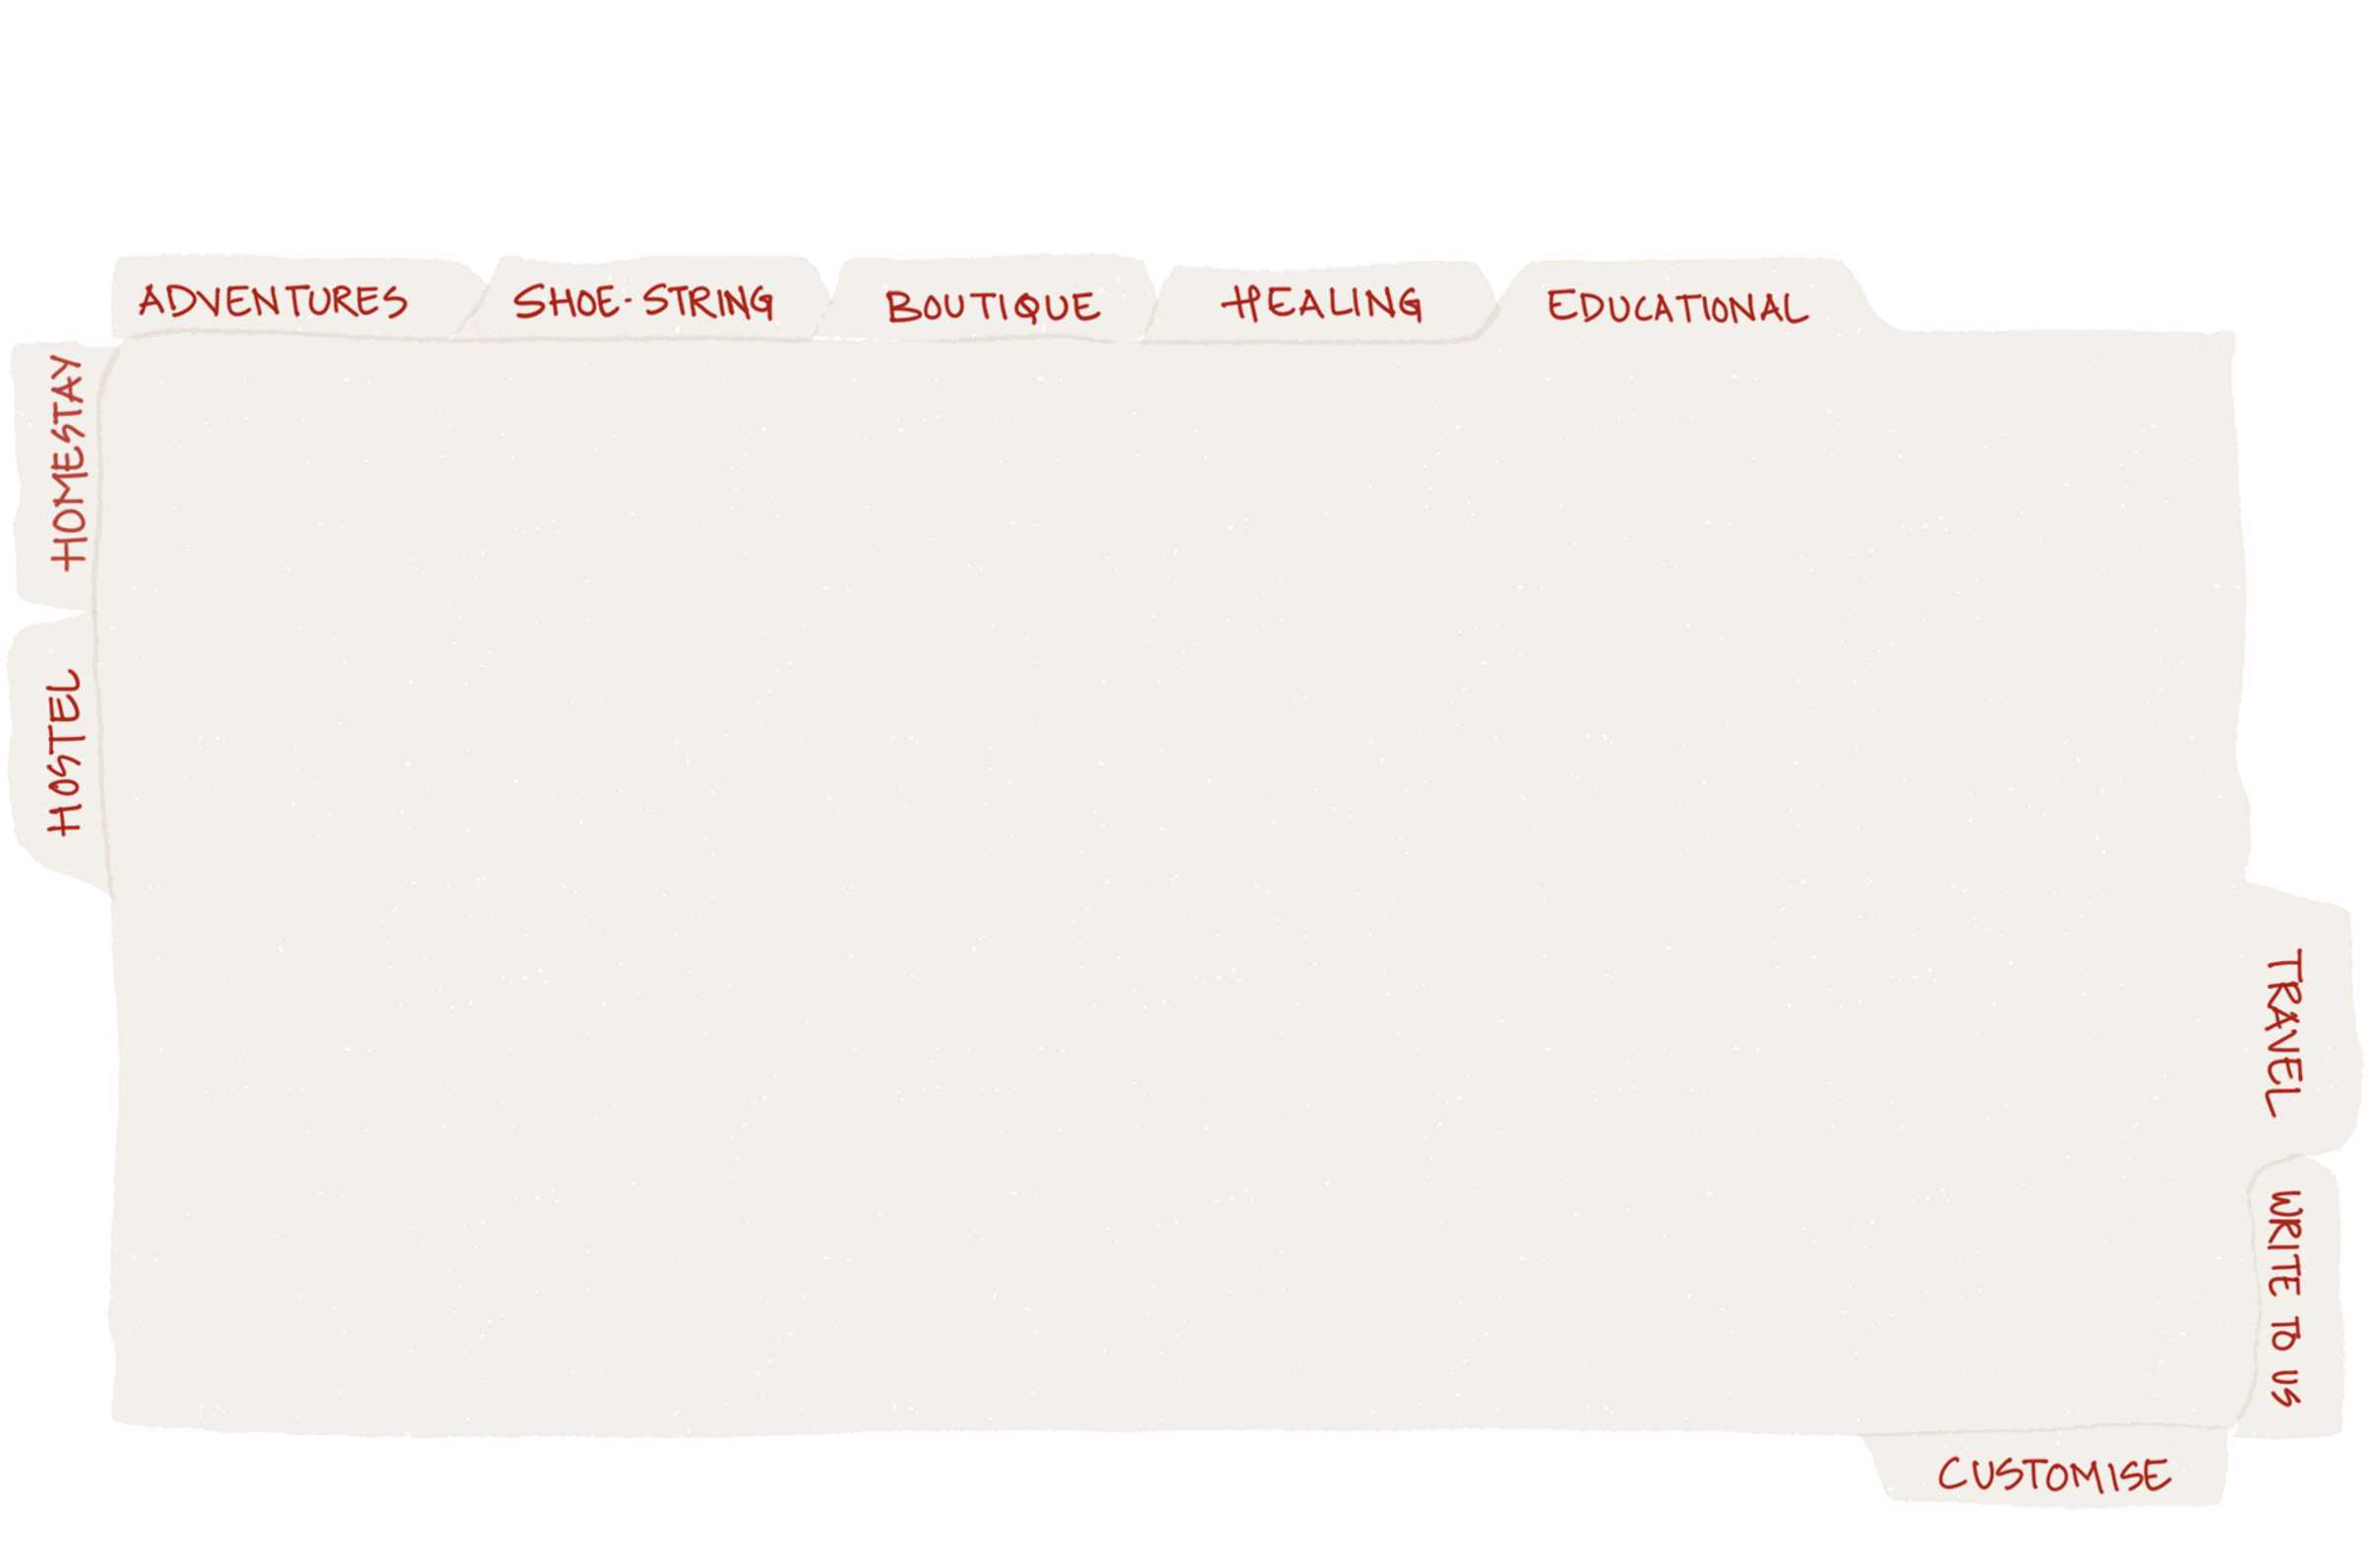 ADVENTURES
SHOE-STRING
BOUTIQUE
HEALING
EDUCATIONAL
HOMESTAY
HOSTEL
TRAVEL
WRITE TO US
CUSTOMISE